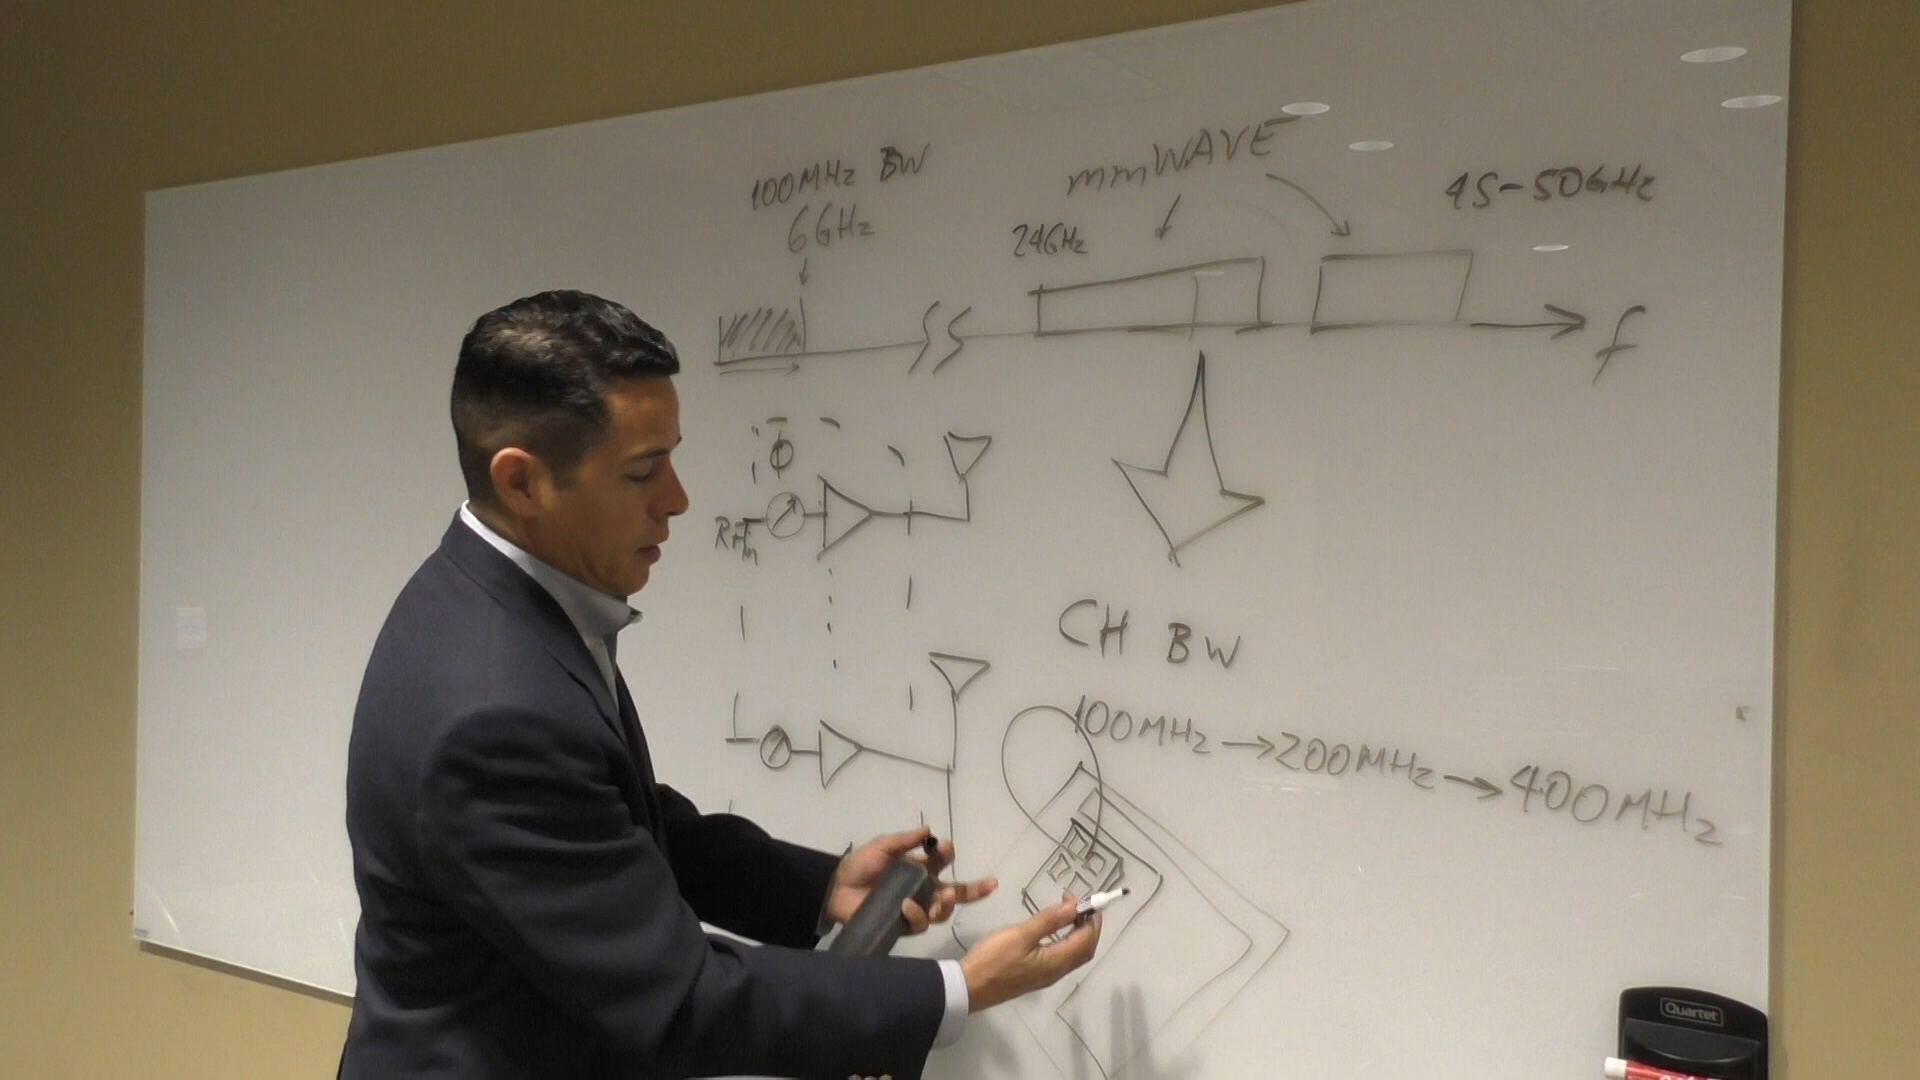 100MHz BW
6GHz
mmWAVE
24GHz
45-50GHz
f
Φ
RFin
CH BW
100MHz → 200MHz → 400MHz
Quartet